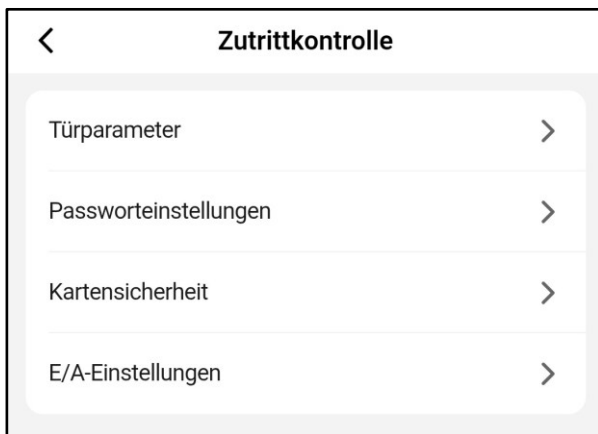 Zutrittkontrolle
Türparameter
Passworteinstellungen
Kartensicherheit
E/A-Einstellungen